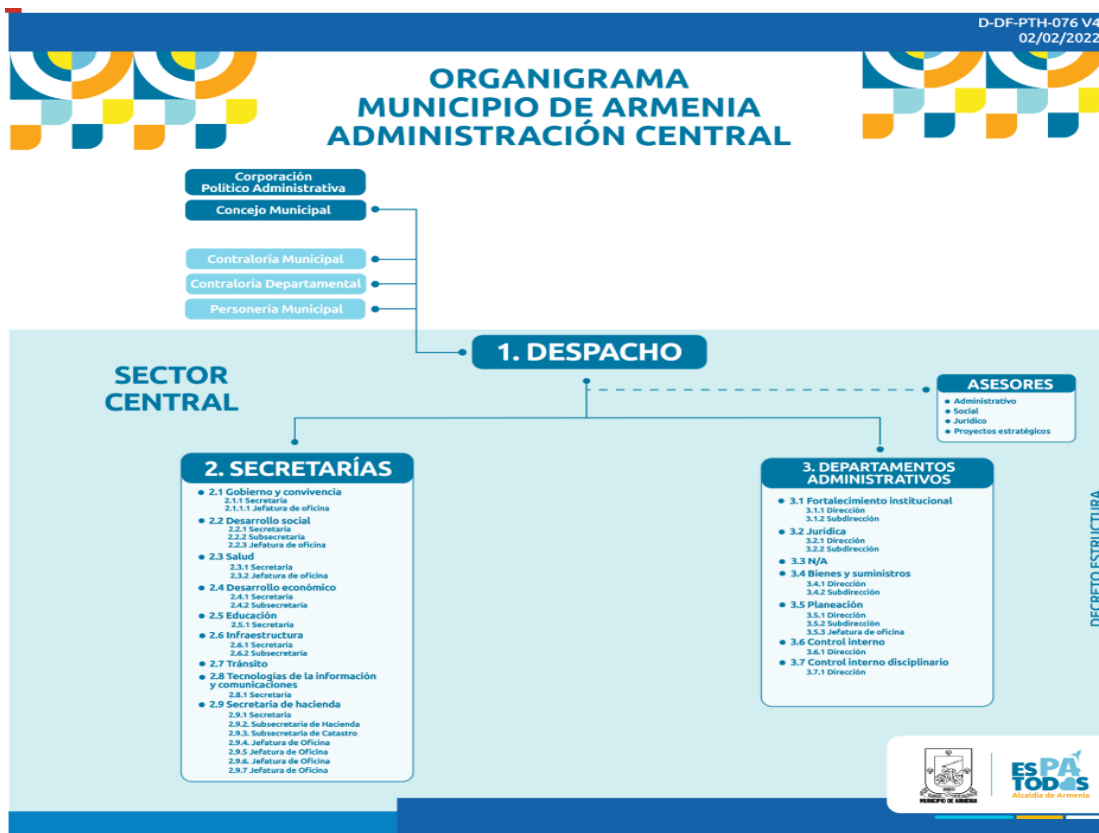 D-DF-PTH-076 V4
02/02/2022
ORGANIGRAMA
MUNICIPIO DE ARMENIA
ADMINISTRACIÓN CENTRAL
Corporación
Político Administrativa
Concejo Municipal
Contraloría Municipal
Contraloría Departamental
Personería Municipal
1. DESPACHO
SECTOR
CENTRAL
ASESORES
• Administrativo
• Social
• Jurídico
• Proyectos estratégicos
2. SECRETARÍAS
• 2.1 Gobierno y convivencia
2.1.1 Secretaría
2.1.1.1 Jefatura de oficina
• 2.2 Desarrollo social
2.2.1 Secretaría
2.2.2 Subsecretaría
2.2.3 Jefatura de oficina
• 2.3 Salud
2.3.1 Secretaría
2.3.2 Jefatura de oficina
• 2.4 Desarrollo económico
2.4.1 Secretaría
2.4.2 Subsecretaría
• 2.5 Educación
2.5.1 Secretaría
• 2.6 Infraestructura
2.6.1 Secretaría
2.6.2 Subsecretaría
• 2.7 Tránsito
• 2.8 Tecnologías de la información
y comunicaciones
2.8.1 Secretaría
• 2.9 Secretaría de hacienda
2.9.1 Secretaría
2.9.2. Subsecretaría de Hacienda
2.9.3. Subsecretaria de Catastro
2.9.4. Jefatura de Oficina
2.9.5 Jefatura de Oficina
2.9.6. Jefatura de Oficina
2.9.7 Jefatura de Oficina
3. DEPARTAMENTOS
ADMINISTRATIVOS
• 3.1 Fortalecimiento institucional
3.1.1 Dirección
3.1.2 Subdirección
• 3.2 Jurídica
3.2.1 Dirección
3.2.2 Subdirección
• 3.3 N/A
• 3.4 Bienes y suministros
3.4.1 Dirección
3.4.2 Subdirección
• 3.5 Planeación
3.5.1 Dirección
3.5.2 Subdirección
3.5.3 Jefatura de oficina
• 3.6 Control interno
3.6.1 Dirección
• 3.7 Control interno disciplinario
3.7.1 Dirección
DECRETO ESTRUCTURA
MUNICIPIO DE ARMENIA
ES PA
TODOS
Alcaldía de Armenia